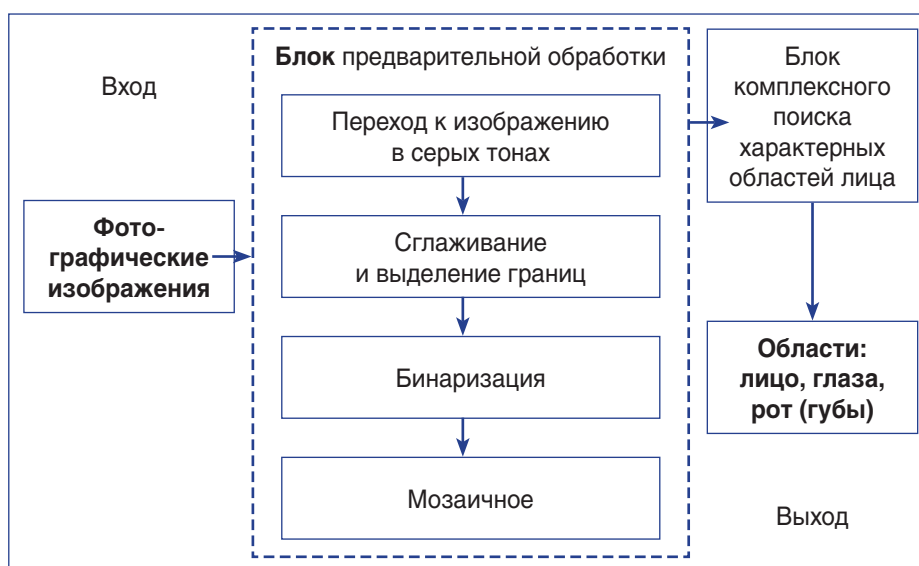 Вход
Фото-
графические
изображения
Блок предварительной обработки
Переход к изображению
в серых тонах
Сглаживание
и выделение границ
Бинаризация
Мозаичное
Блок
комплексного
поиска
характерных
областей лица
Области:
лицо, глаза,
рот (губы)
Выход